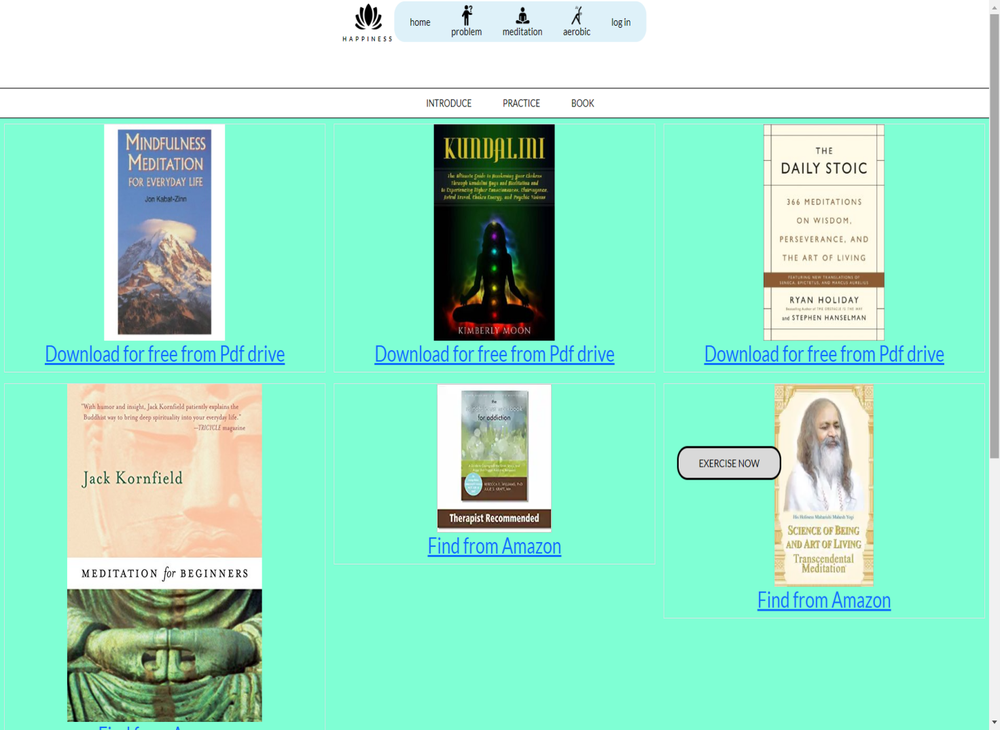 HAPPINESS
home
problem
meditation
aerobic
log in
INTRODUCE
PRACTICE
BOOK
MINDFULNESS
MEDITATION
FOR EVERYDAY LIFE
Jon Kabat-Zinn
Download for free from Pdf drive
KUNDALINI
The Ultimate Guide to Awakening Your Chakras
Through Kundalini Yoga and Meditation and
to Experiencing Higher Consciousness, Clairvoyance,
Astral Travel, Chakra Energy, and Psychic Visions
KIMBERLY MOON
Download for free from Pdf drive
THE
DAILY STOIC
366 MEDITATIONS
ON WISDOM,
PERSEVERANCE, AND
THE ART OF LIVING
FEATURING NEW TRANSLATIONS OF
SENECA, EPICTETUS, AND MARCUS AURELIUS
RYAN HOLIDAY
Bestselling Author of THE OBSTACLE IS THE WAY
and STEPHEN HANSELMAN
Download for free from Pdf drive
"With humor and insight, Jack Kornfield patiently explains the
Buddhist way to bring deep spirituality into your everyday life."
—TRICYCLE magazine
Jack Kornfield
MEDITATION for BEGINNERS
Find from Amazon
the
mindfulness workbook
for addiction
REBECCA E. WILLIAMS, PhD
JULIE S. KRAFT, MA
Therapist Recommended
Find from Amazon
EXERCISE NOW
His Holiness Maharishi Mahesh Yogi
SCIENCE OF BEING
AND ART OF LIVING
Transcendental
Meditation
Find from Amazon